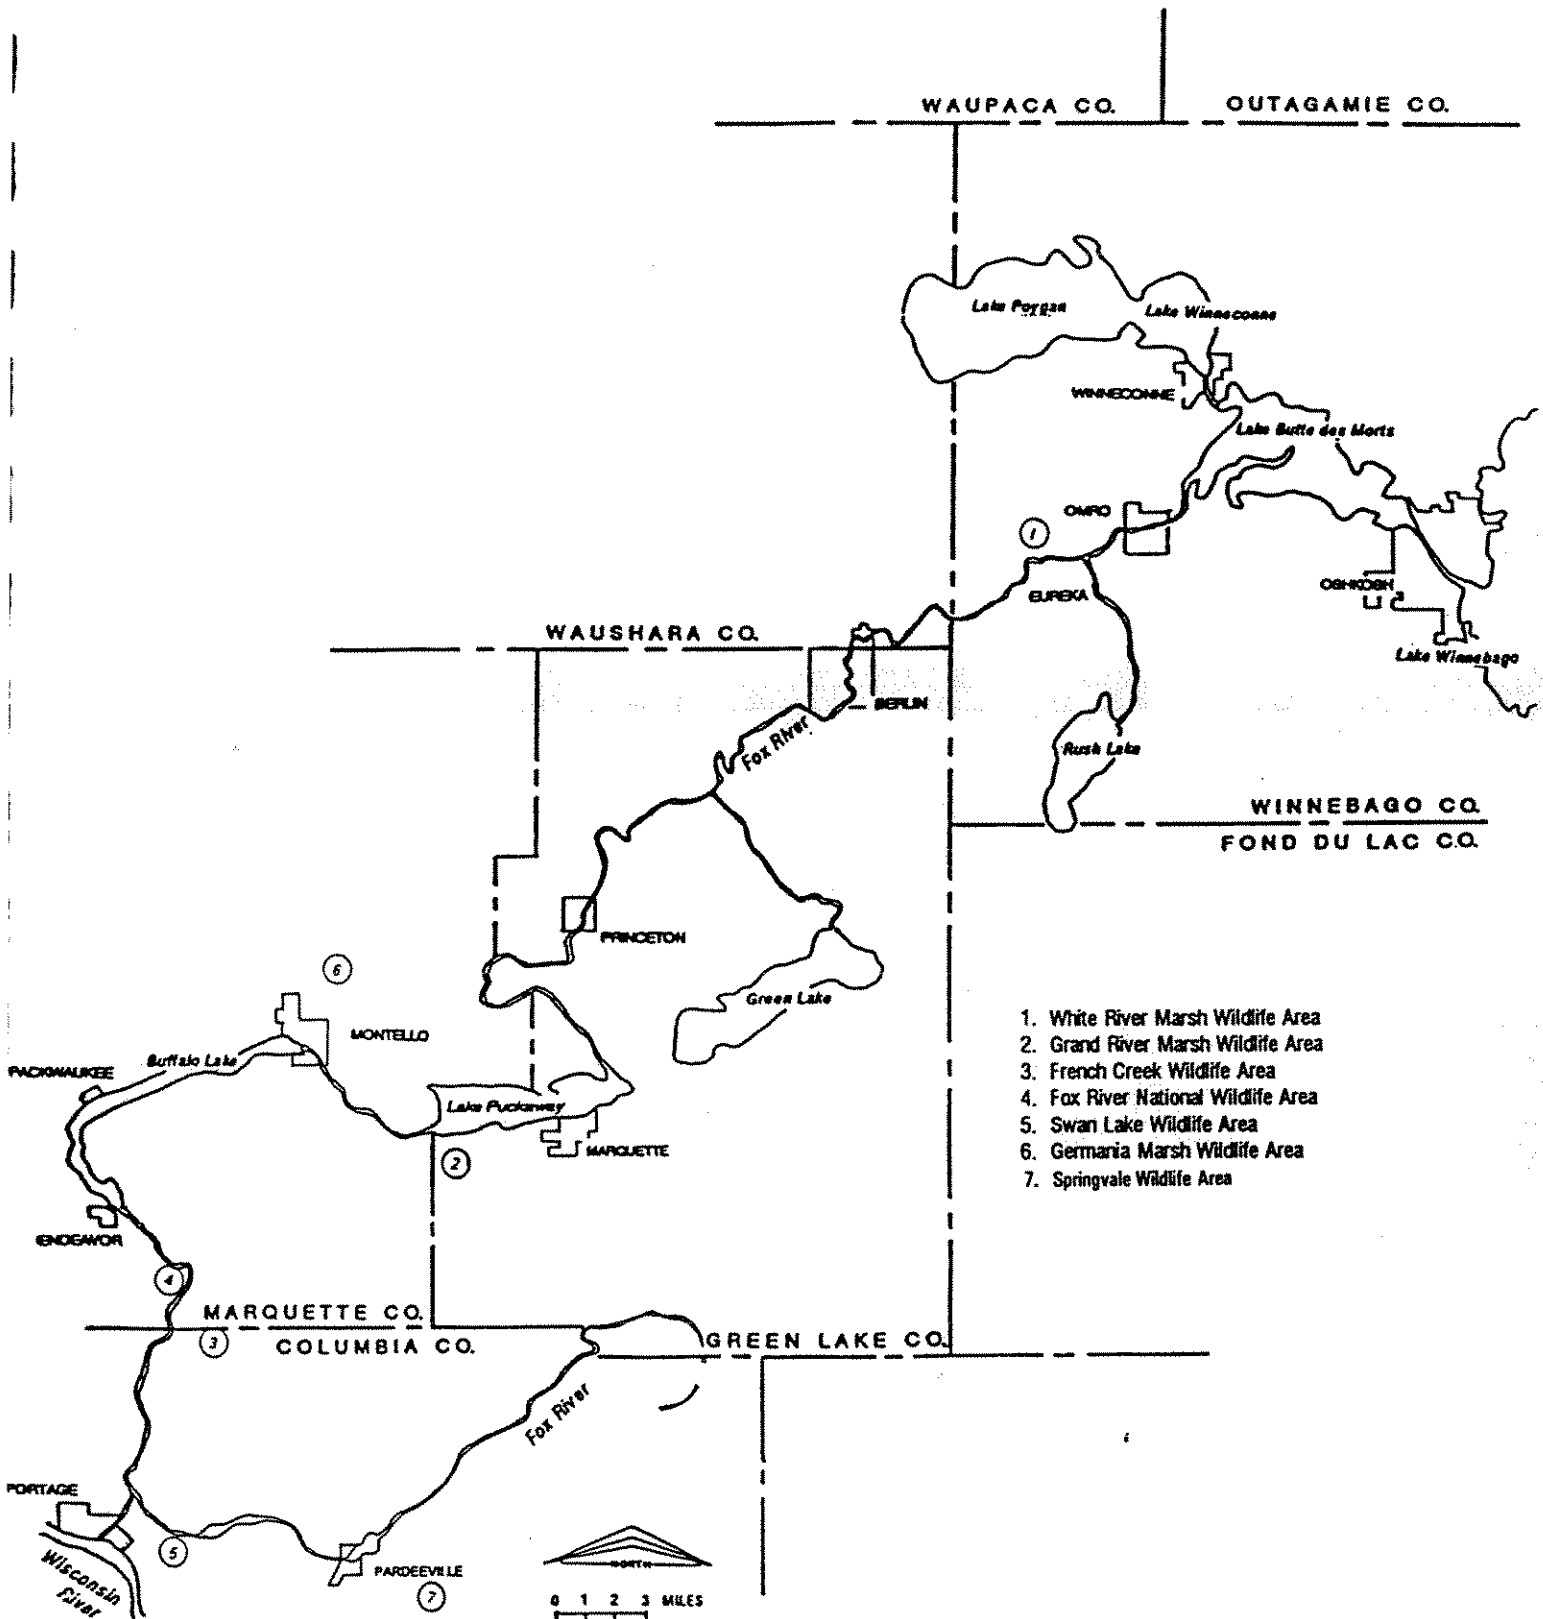 WAUPACA CO.
OUTAGAMIE CO.
Lake Poygan
Lake Winneconne
WINNECONNE
Lake Butte des Morts
OMRO
1
EUREKA
OSHKOSH
WAUSHARA CO.
Lake Winnebago
BERLIN
Fox River
Rush Lake
WINNEBAGO CO.
FOND DU LAC CO.
PRINCETON
6
Green Lake
MONTELLO
Buffalo Lake
PACKWAUKEE
Lake Puckaway
MARQUETTE
2
1. White River Marsh Wildlife Area
2. Grand River Marsh Wildlife Area
3. French Creek Wildlife Area
4. Fox River National Wildlife Area
5. Swan Lake Wildlife Area
6. Germania Marsh Wildlife Area
7. Springvale Wildlife Area
ENDEAVOR
4
MARQUETTE CO.
3
COLUMBIA CO.
GREEN LAKE CO.
Fox River
PORTAGE
5
Wisconsin
River
PARDEEVILLE
7
NORTH
0 1 2 3 MILES